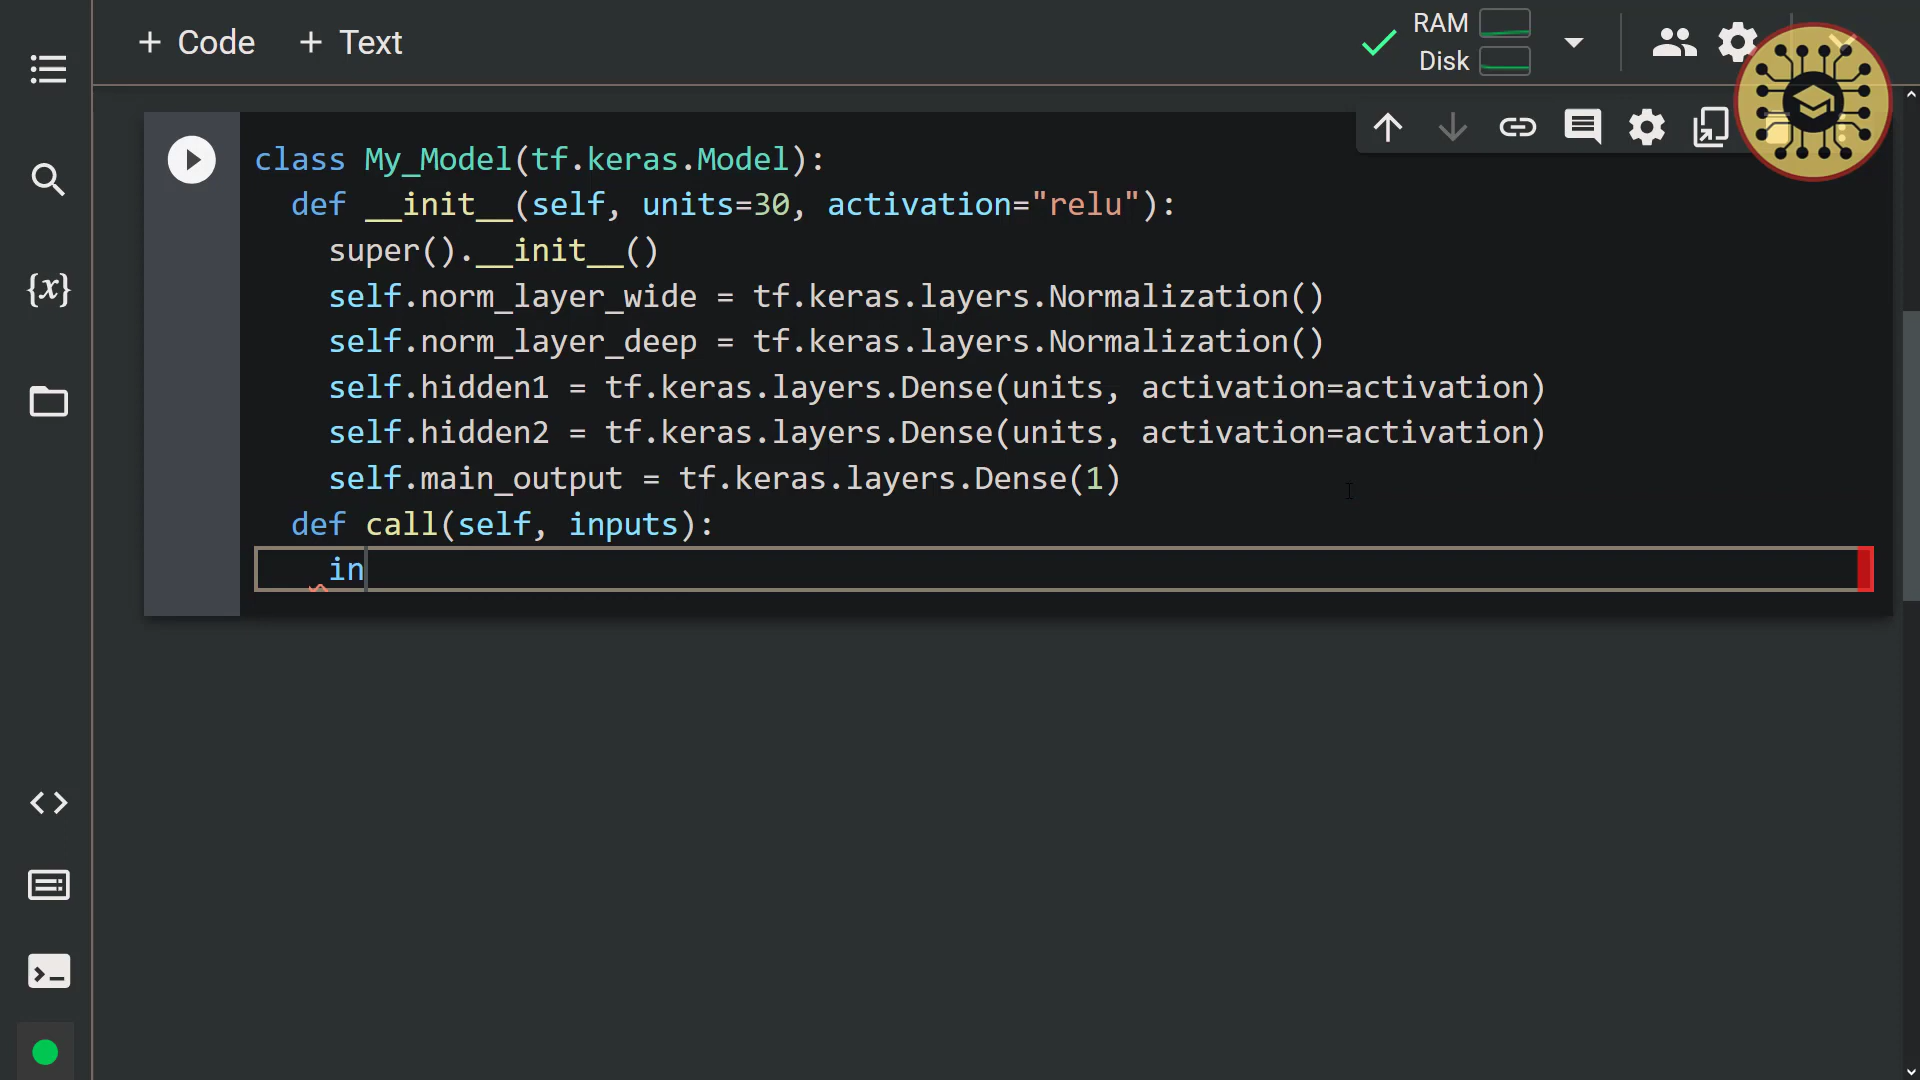 + Code + Text
RAM
Disk
{x}
class My_Model(tf.keras.Model):
def __init__(self, units=30, activation="relu"):
super().__init__()
self.norm_layer_wide = tf.keras.layers.Normalization()
self.norm_layer_deep = tf.keras.layers.Normalization()
self.hidden1 = tf.keras.layers.Dense(units, activation=activation)
self.hidden2 = tf.keras.layers.Dense(units, activation=activation)
self.main_output = tf.keras.layers.Dense(1)
def call(self, inputs):
in